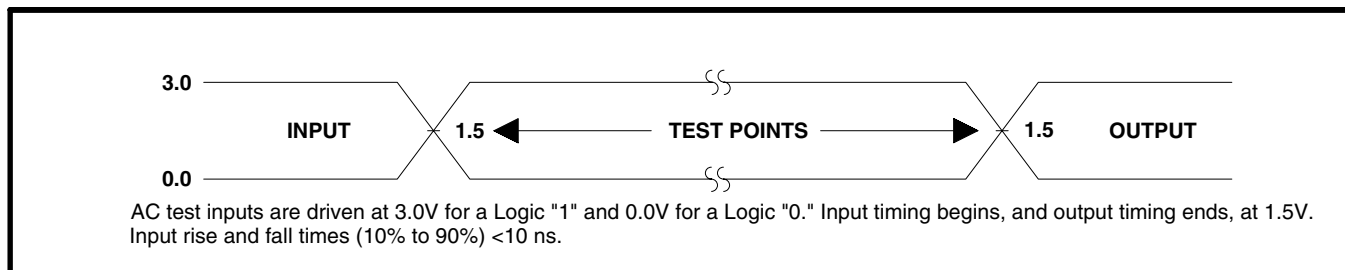 3.0
INPUT 1.5 TEST POINTS 1.5 OUTPUT
0.0
AC test inputs are driven at 3.0V for a Logic "1" and 0.0V for a Logic "0." Input timing begins, and output timing ends, at 1.5V.
Input rise and fall times (10% to 90%) <10 ns.